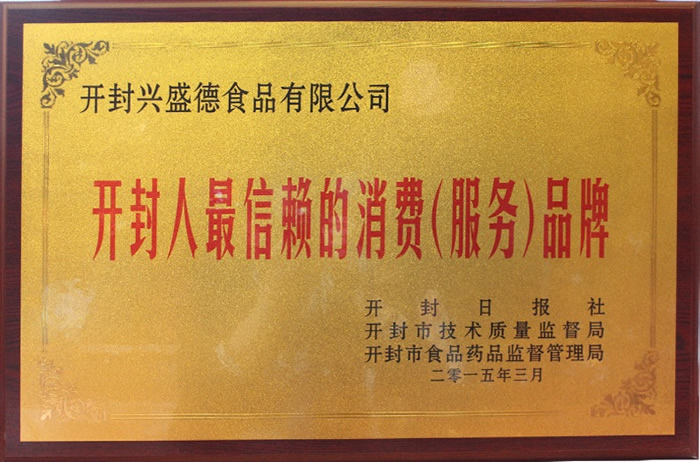 开封兴盛德食品有限公司
开封人最信赖的消费(服务)品牌
开封日报社
开封市技术质量监督局
开封市食品药品监督管理局
二零一五年三月